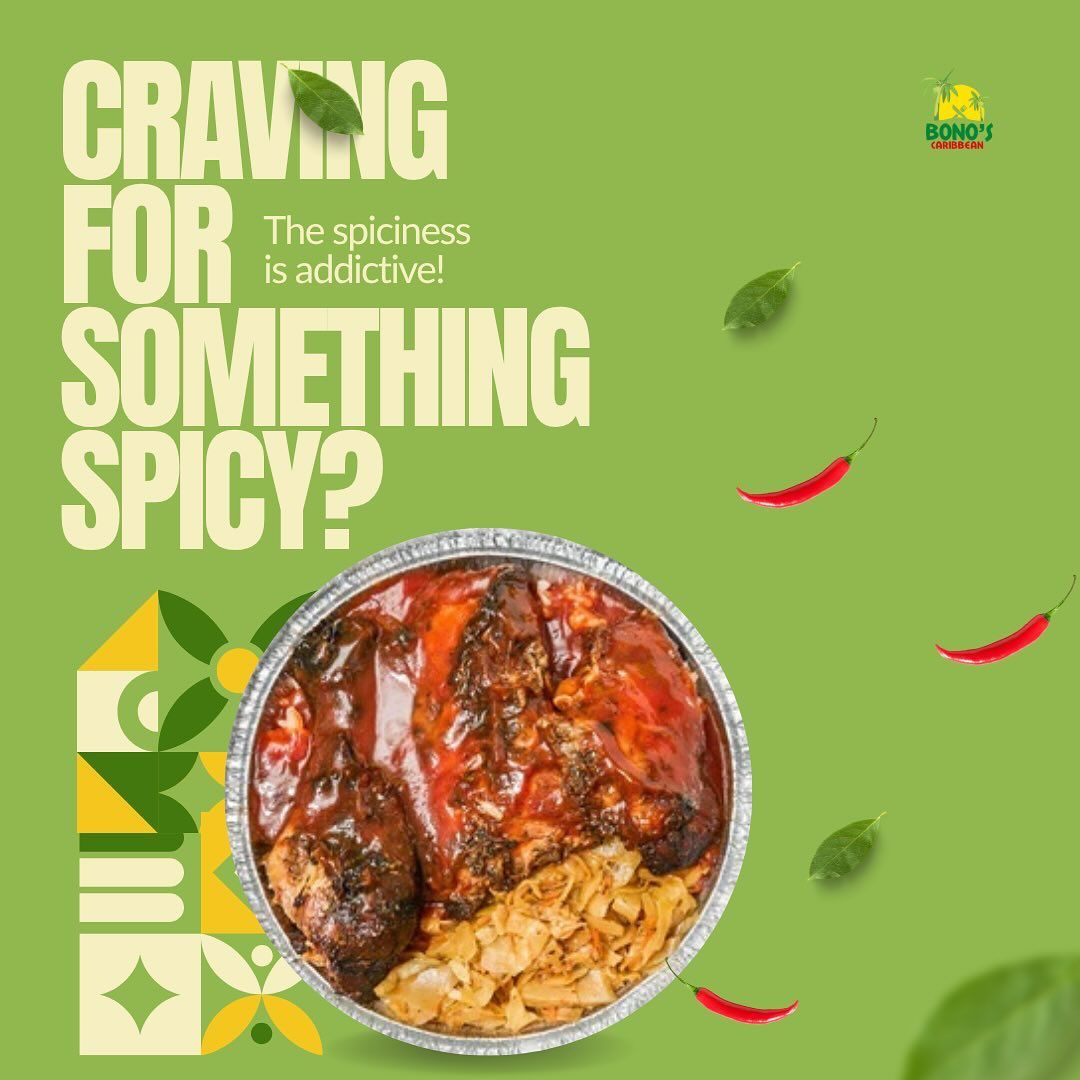 CRAVING
FOR
The spiciness
is addictive!
SOMETHING
SPICY?
BONO'S
CARIBBEAN